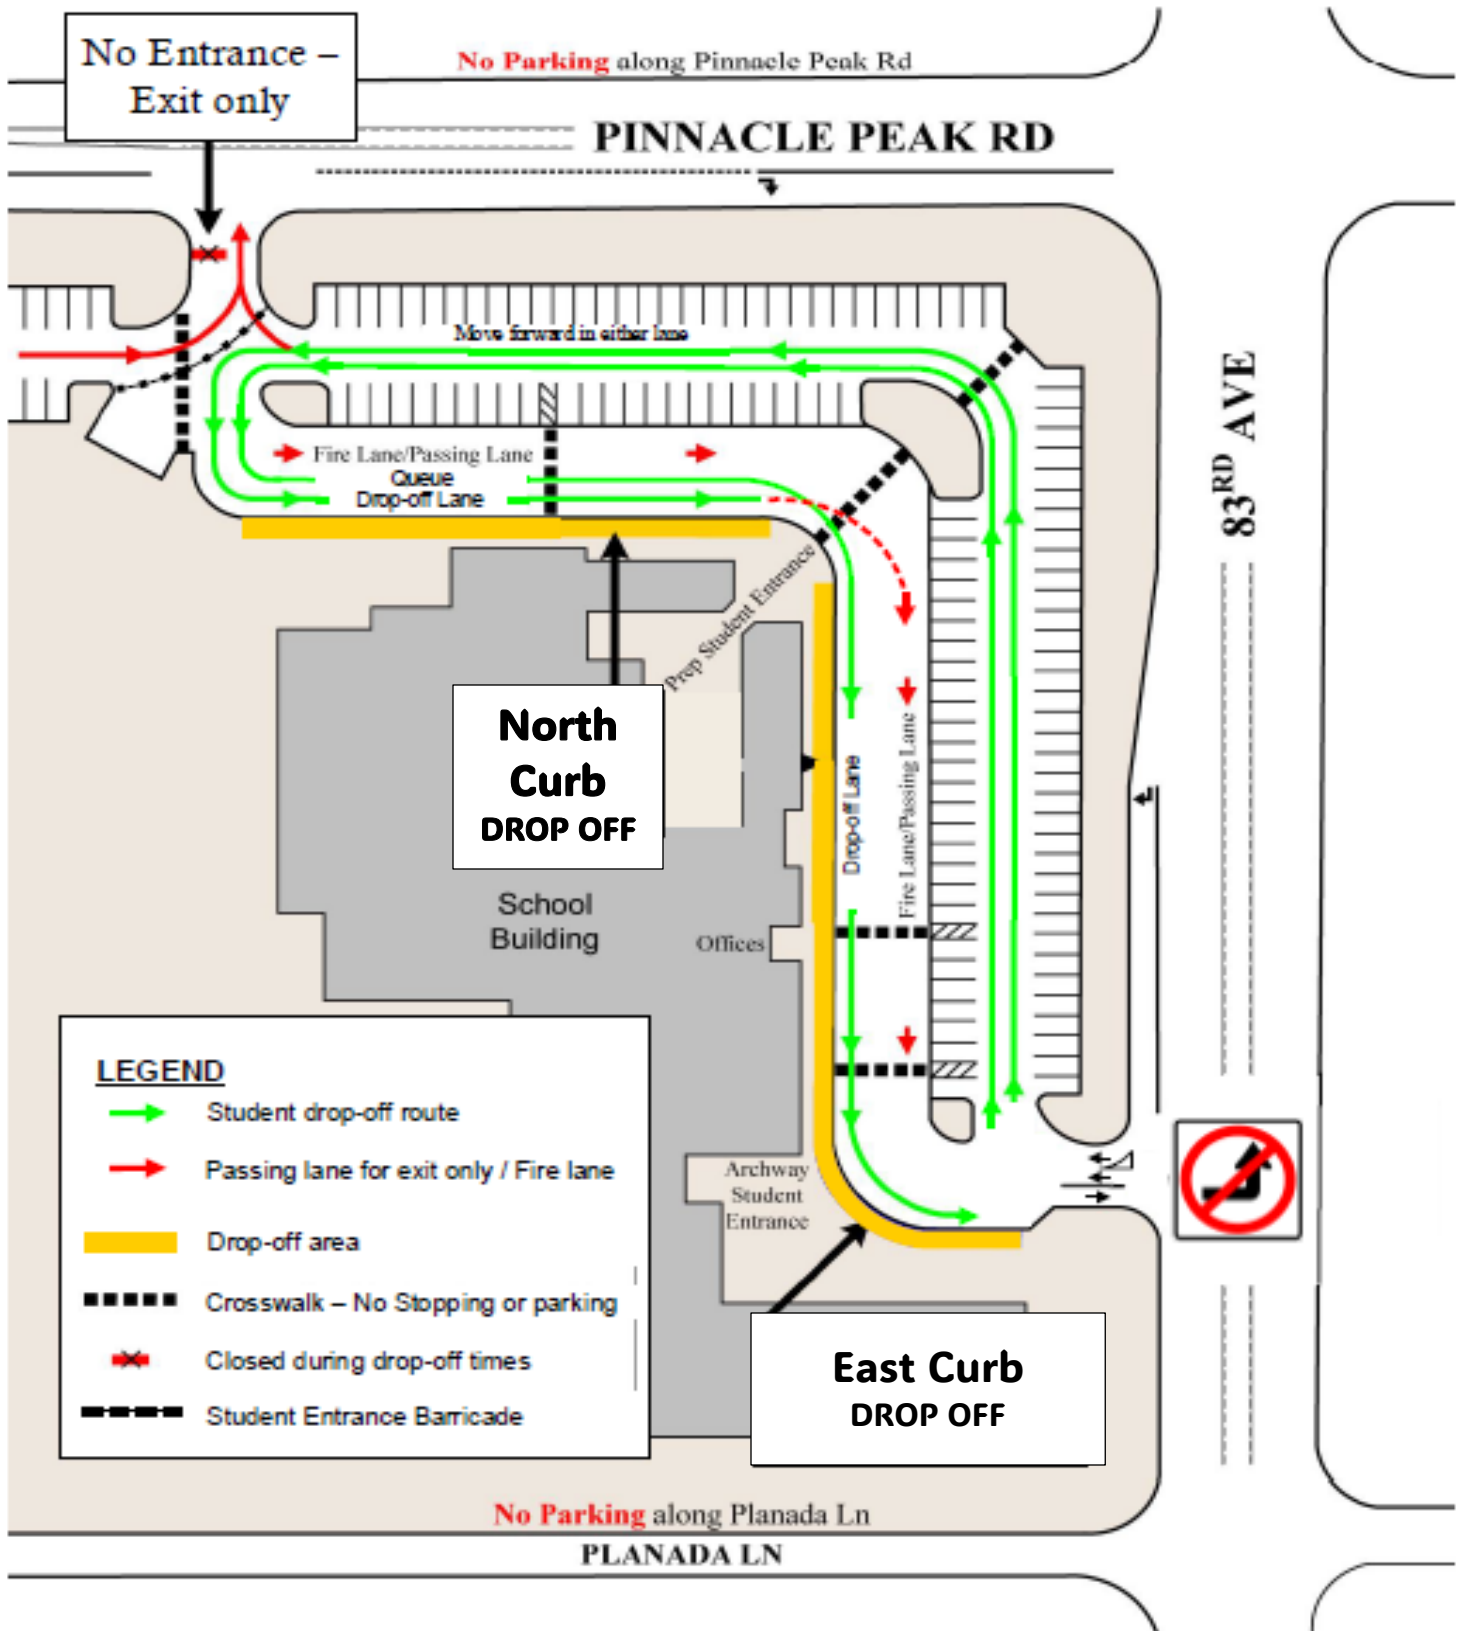 No Entrance –
Exit only
No Parking along Pinnacle Peak Rd
PINNACLE PEAK RD
Move forward in either lane
Fire Lane/Passing Lane
Queue
Drop-off Lane
83RD AVE
Prep Student Entrance
North
Curb
DROP OFF
Drop-off Lane
Fire Lane/Passing Lane
School
Building
Offices
Archway
Student
Entrance
LEGEND
Student drop-off route
Passing lane for exit only / Fire lane
Drop-off area
Crosswalk – No Stopping or parking
Closed during drop-off times
Student Entrance Barricade
East Curb
DROP OFF
No Parking along Planada Ln
PLANADA LN